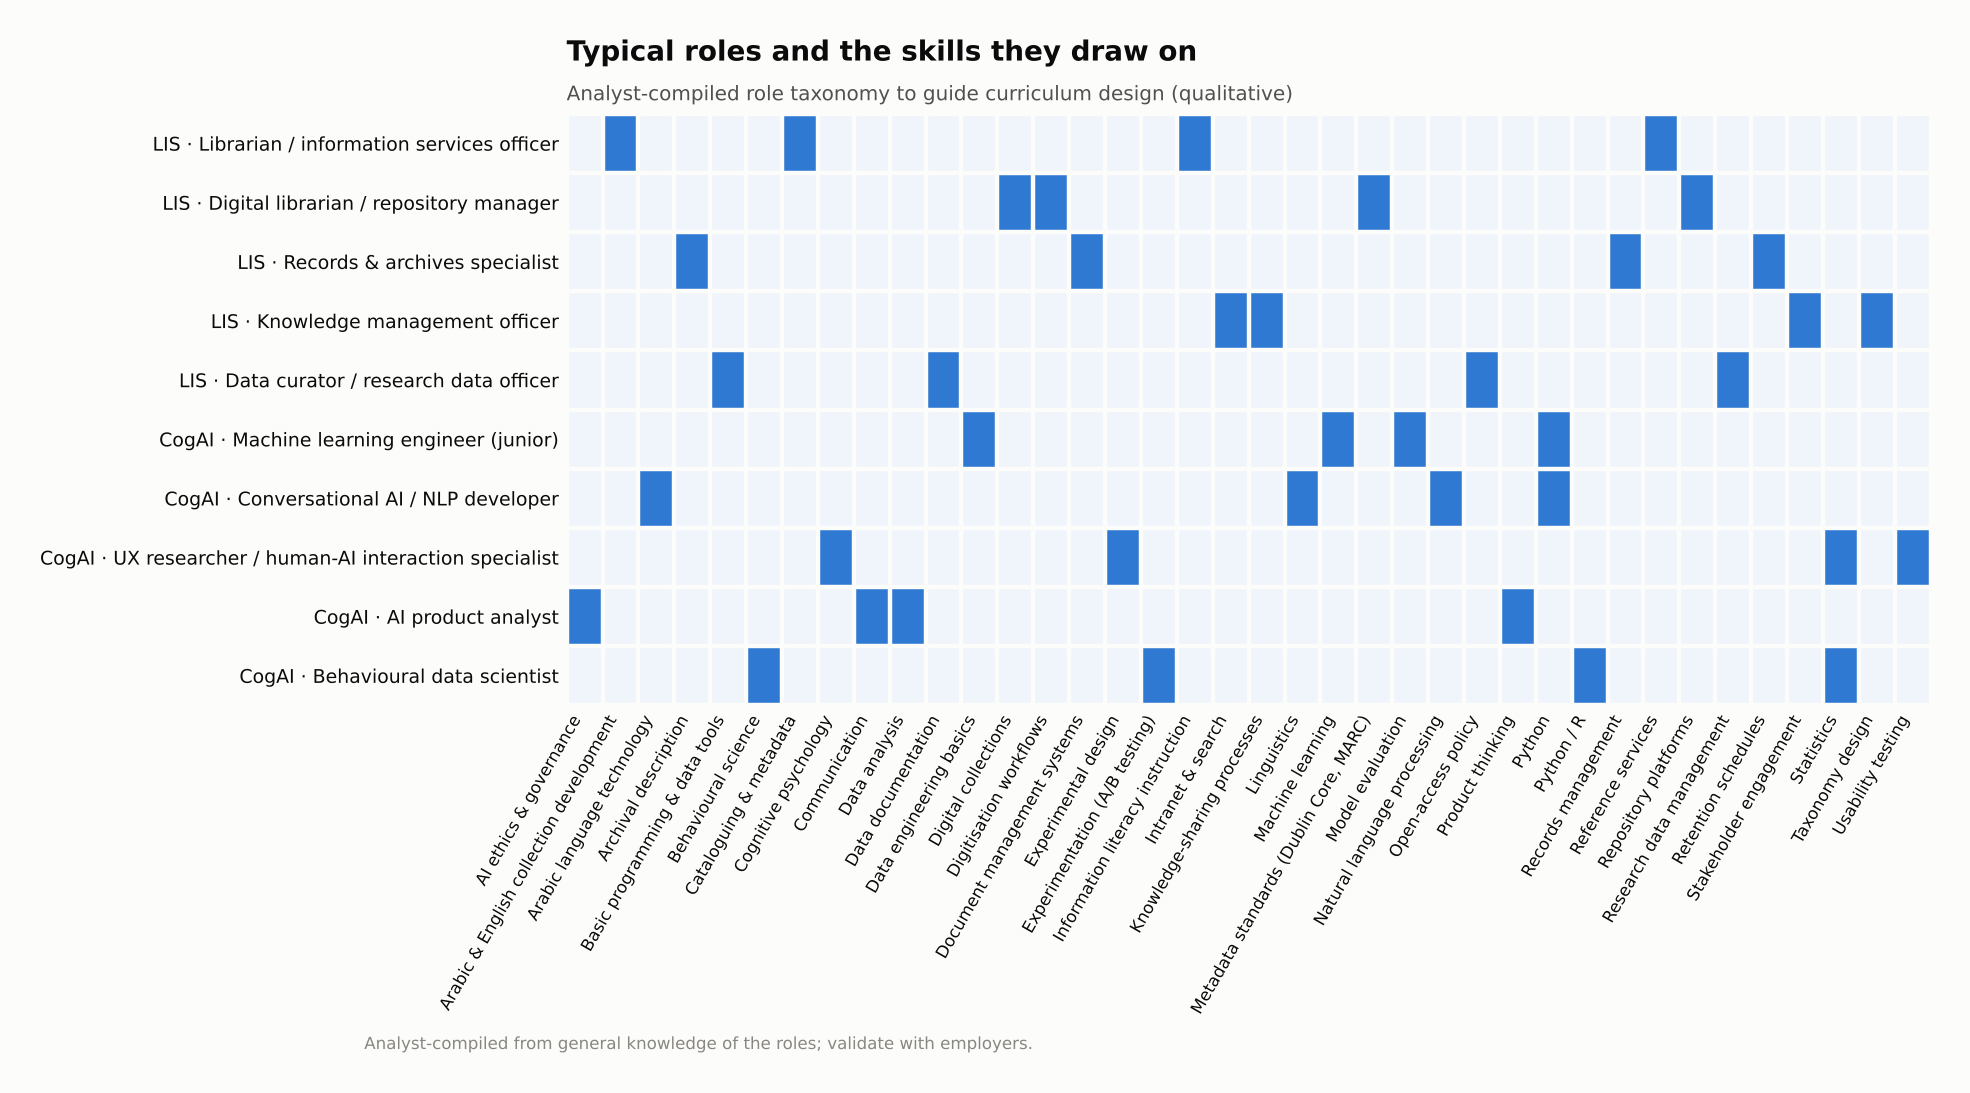 Typical roles and the skills they draw on
Analyst-compiled role taxonomy to guide curriculum design (qualitative)
LIS · Librarian / information services officer
LIS · Digital librarian / repository manager
LIS · Records & archives specialist
LIS · Knowledge management officer
LIS · Data curator / research data officer
CogAI · Machine learning engineer (junior)
CogAI · Conversational AI / NLP developer
CogAI · UX researcher / human-AI interaction specialist
CogAI · AI product analyst
CogAI · Behavioural data scientist
AI ethics & governance
Arabic & English collection development
Arabic language technology
Archival description
Basic programming & data tools
Behavioural science
Cataloguing & metadata
Cognitive psychology
Communication
Data analysis
Data documentation
Data engineering basics
Digital collections
Digitisation workflows
Document management systems
Experimental design
Experimentation (A/B testing)
Information literacy instruction
Intranet & search
Knowledge-sharing processes
Linguistics
Machine learning
Metadata standards (Dublin Core, MARC)
Model evaluation
Natural language processing
Open-access policy
Product thinking
Python
Python / R
Records management
Reference services
Repository platforms
Research data management
Retention schedules
Stakeholder engagement
Statistics
Taxonomy design
Usability testing
Analyst-compiled from general knowledge of the roles; validate with employers.